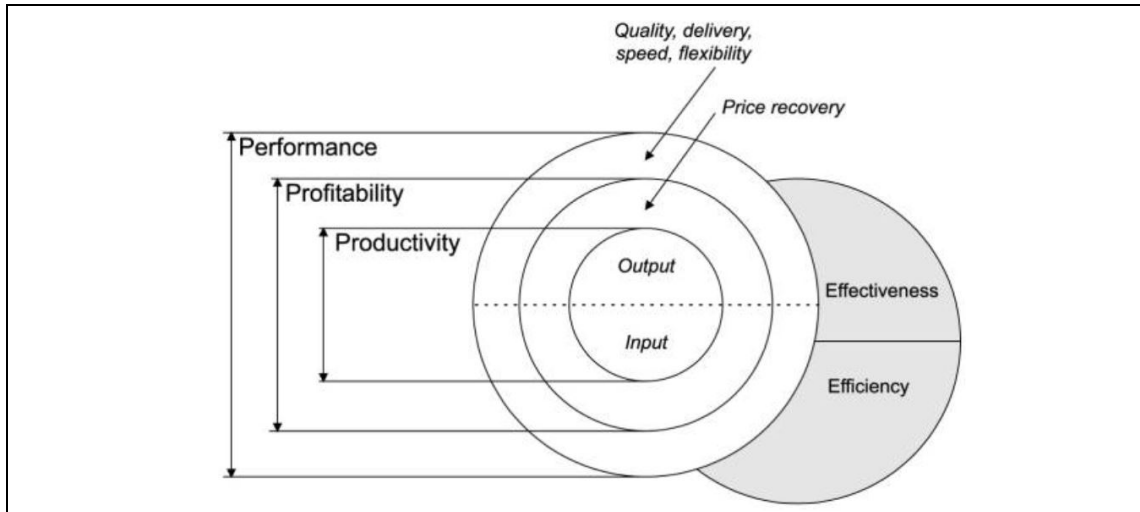 Quality, delivery,
speed, flexibility
Price recovery
Performance
Profitability
Productivity
Output
Effectiveness
Input
Efficiency